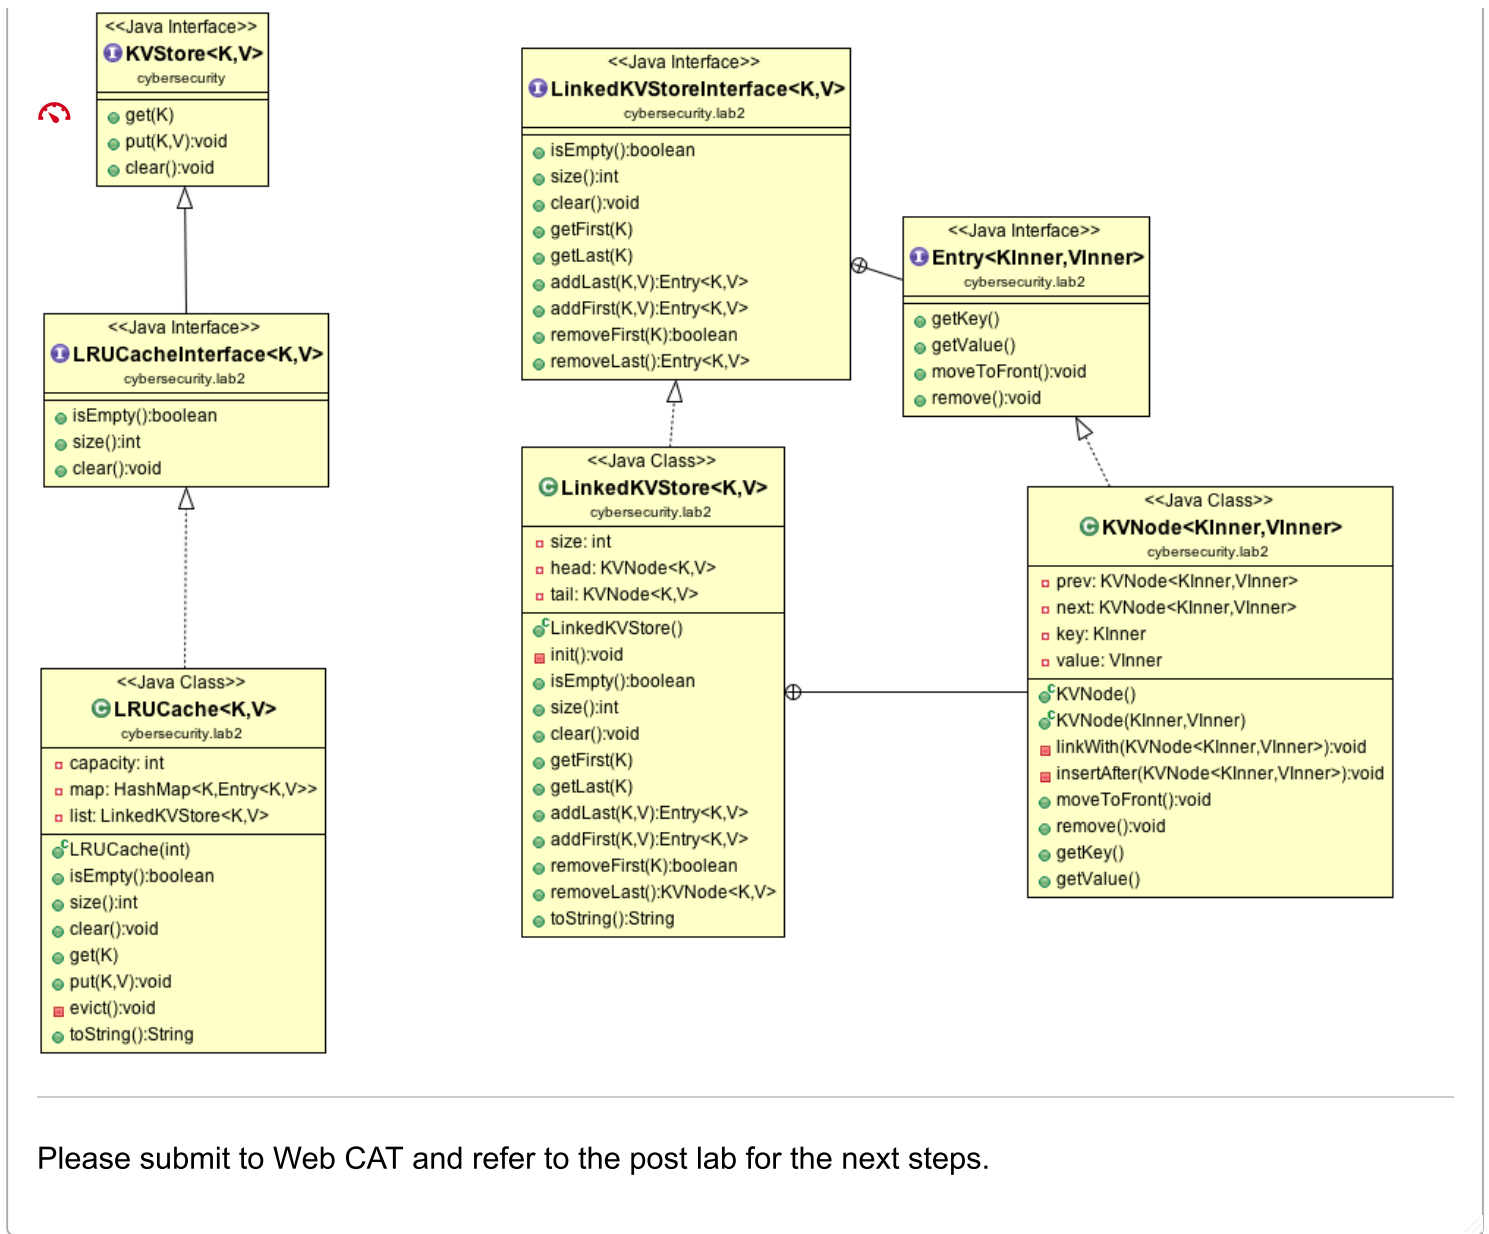 <<Java Interface>>
KVStore<K,V>
cybersecurity
get(K)
put(K,V):void
clear():void
<<Java Interface>>
LRUCacheInterface<K,V>
cybersecurity.lab2
isEmpty():boolean
size():int
clear():void
<<Java Class>>
LRUCache<K,V>
cybersecurity.lab2
capacity: int
map: HashMap<K,Entry<K,V>>
list: LinkedKVStore<K,V>
LRUCache(int)
isEmpty():boolean
size():int
clear():void
get(K)
put(K,V):void
evict():void
toString():String
<<Java Interface>>
LinkedKVStoreInterface<K,V>
cybersecurity.lab2
isEmpty():boolean
size():int
clear():void
getFirst(K)
getLast(K)
addLast(K,V):Entry<K,V>
addFirst(K,V):Entry<K,V>
removeFirst(K):boolean
removeLast():Entry<K,V>
<<Java Class>>
LinkedKVStore<K,V>
cybersecurity.lab2
size: int
head: KVNode<K,V>
tail: KVNode<K,V>
LinkedKVStore()
init():void
isEmpty():boolean
size():int
clear():void
getFirst(K)
getLast(K)
addLast(K,V):Entry<K,V>
addFirst(K,V):Entry<K,V>
removeFirst(K):boolean
removeLast():KVNode<K,V>
toString():String
<<Java Interface>>
Entry<KInner,VInner>
cybersecurity.lab2
getKey()
getValue()
moveToFront():void
remove():void
<<Java Class>>
KVNode<KInner,VInner>
cybersecurity.lab2
prev: KVNode<KInner,VInner>
next: KVNode<KInner,VInner>
key: KInner
value: VInner
KVNode()
KVNode(KInner,VInner)
linkWith(KVNode<KInner,VInner>):void
insertAfter(KVNode<KInner,VInner>):void
moveToFront():void
remove():void
getKey()
getValue()
Please submit to Web CAT and refer to the post lab for the next steps.